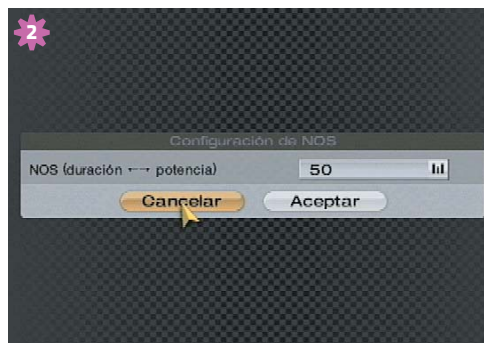 2
Configuración de NOS
NOS (duración ←→ potencia) 50
Cancelar Aceptar